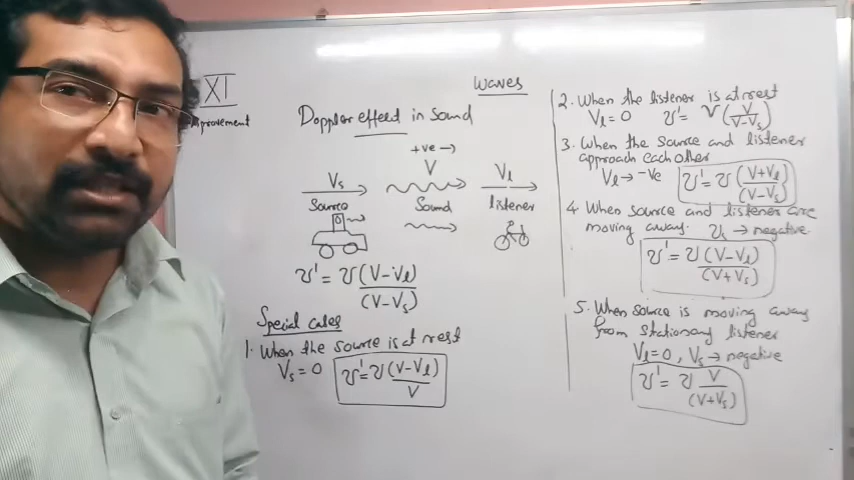 XI
Improvement
Waves
Doppler effect in sound
+ve →
Vs
V
Vl
Source
Sound
listener
υ' = υ (V - Vl) / (V - Vs)
Special cases
1. When the source is at rest
Vs = 0 υ' = υ (V - Vl) / V
2. When the listener is at rest
Vl = 0 υ' = υ (V / V - Vs)
3. When the source and listener
approach each other
Vl → -ve υ' = υ (V + Vl) / (V - Vs)
4 When source and listener are
moving away. Vs → negative.
υ' = υ (V - Vl) / (V + Vs)
5. When source is moving away
from stationary listener
Vl = 0, Vs → negative
υ' = υ V / (V + Vs)